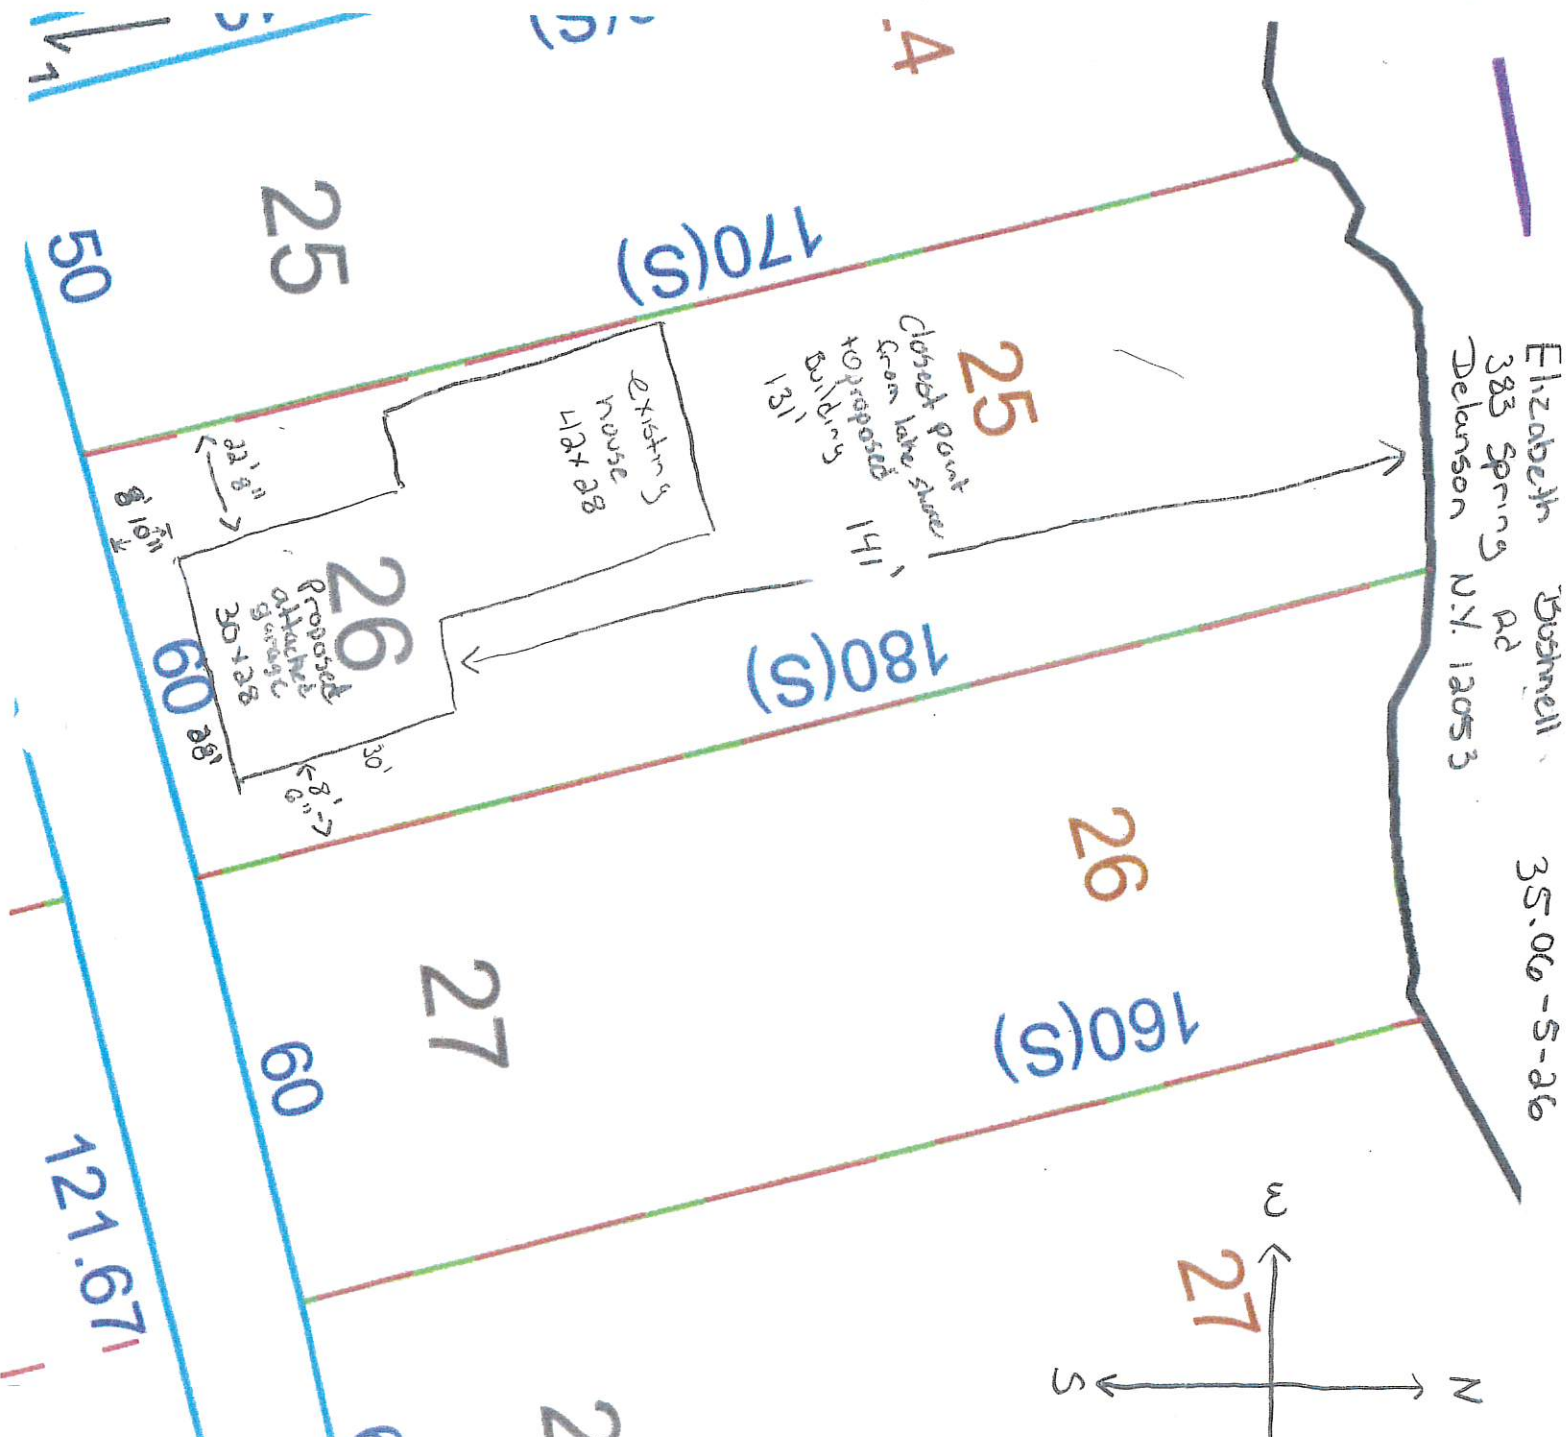 Elizabeth Bushnell
383 Spring Rd
Delanson N.Y. 12053
35.06-5-26
.4
25
170(S)
50
25
closest point
from lake shore
to proposed
building
131'
141'
existing
house
42x28
22' 8"
8' 10"
26
Proposed
attached
garage
30x28
60
28'
30'
8'
6"
180(S)
26
27
160(S)
60
121.67
27
W
N
S